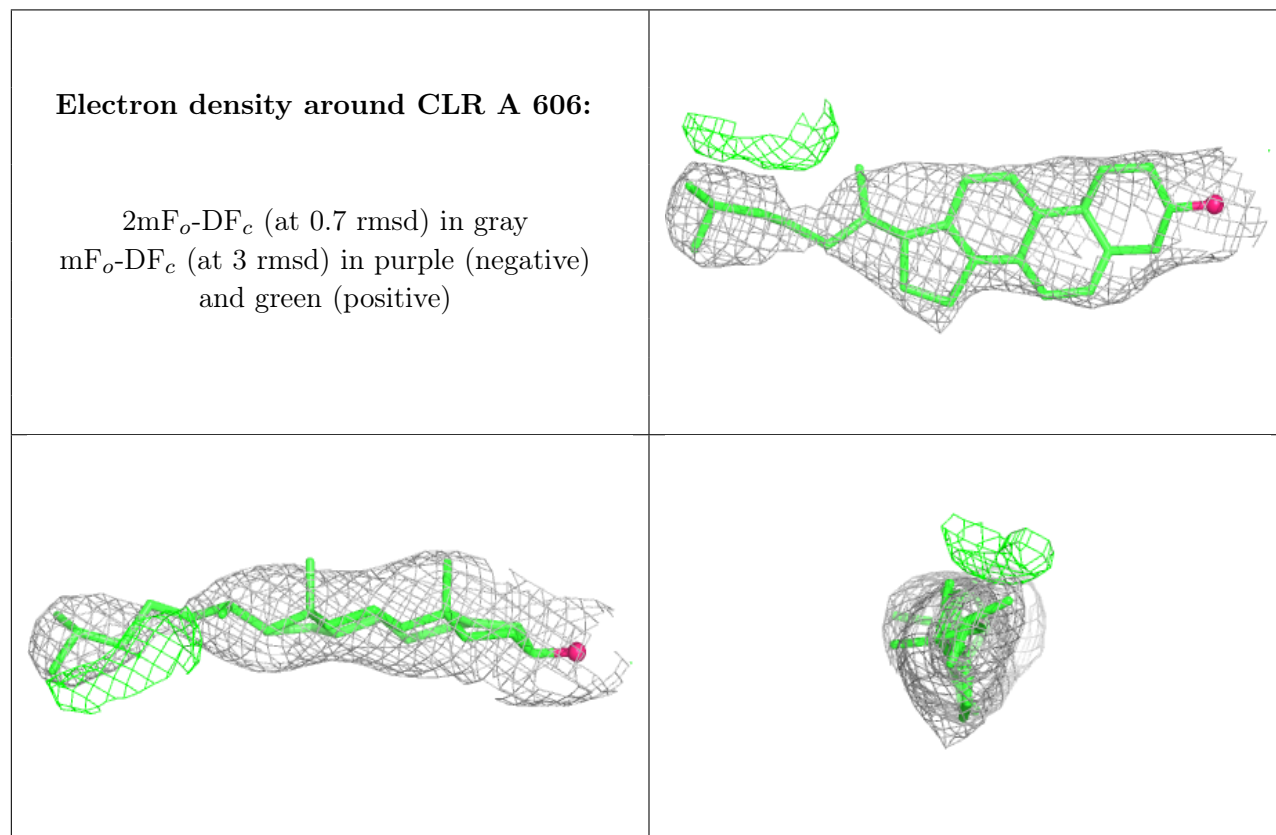 Electron density around CLR A 606:
2mFₒ-DF𝒸 (at 0.7 rmsd) in gray
mFₒ-DF𝒸 (at 3 rmsd) in purple (negative)
and green (positive)